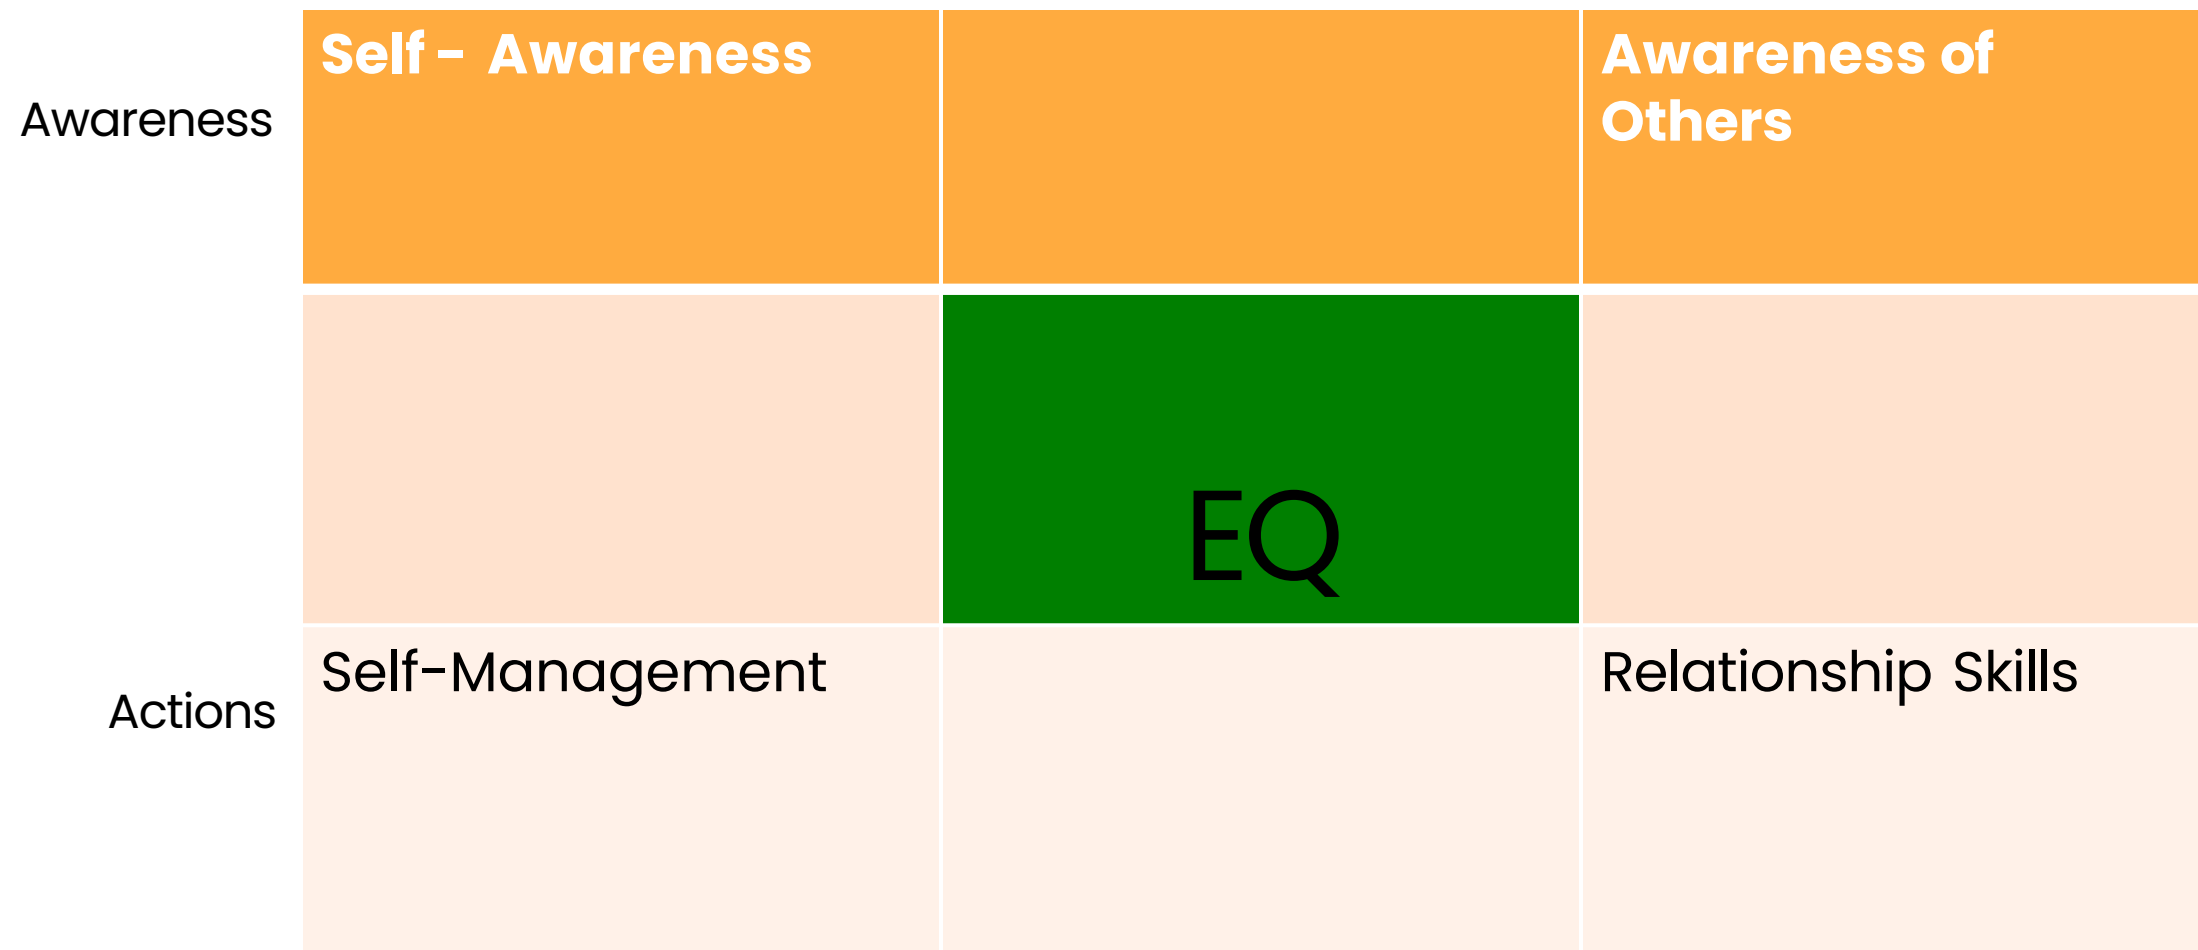 Self - Awareness
Awareness of
Others
Awareness
EQ
Self-Management
Relationship Skills
Actions